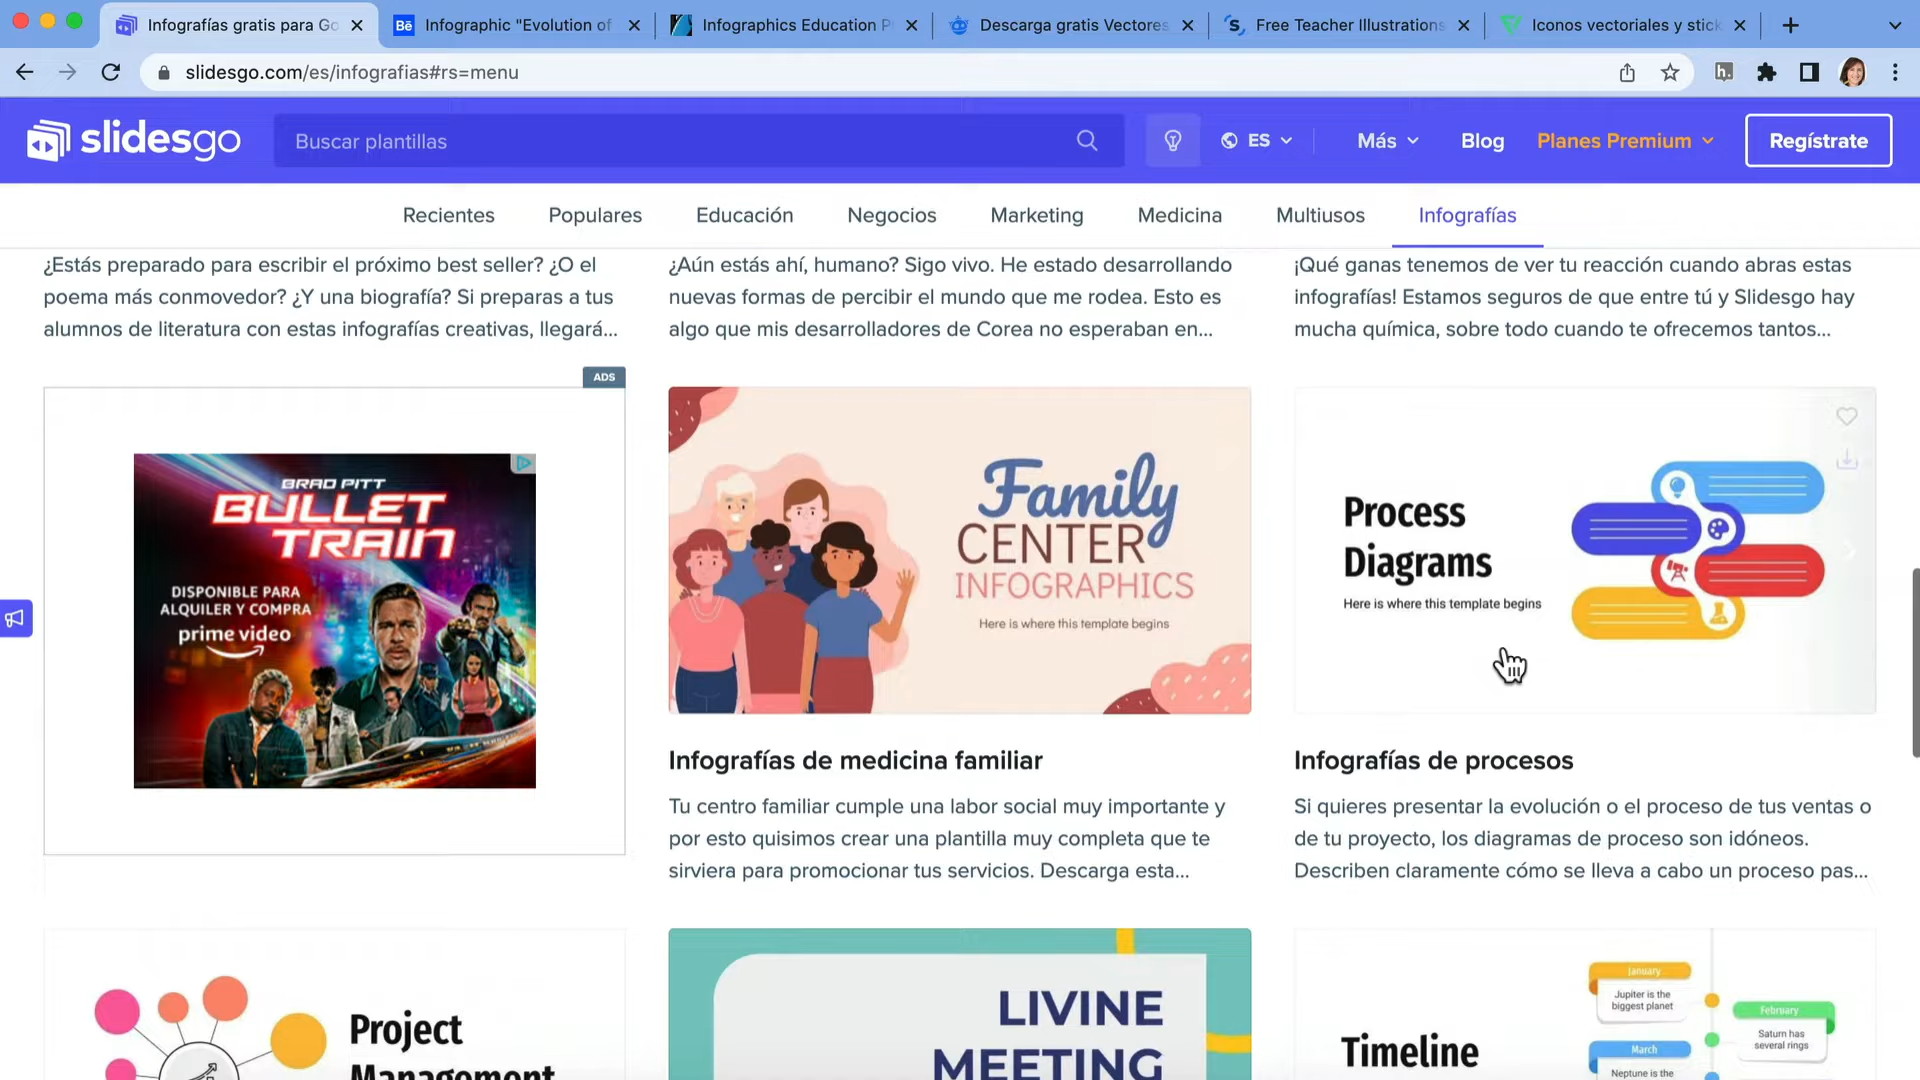 Infografías gratis para Go
Infographic "Evolution of
Infographics Education P
Descarga gratis Vectores
Free Teacher Illustrations
Iconos vectoriales y stick
slidesgo.com/es/infografias#rs=menu
slidesgo
Buscar plantillas
ES
Más
Blog
Planes Premium
Regístrate
Recientes
Populares
Educación
Negocios
Marketing
Medicina
Multiusos
Infografías
¿Estás preparado para escribir el próximo best seller? ¿O el
poema más conmovedor? ¿Y una biografía? Si preparas a tus
alumnos de literatura con estas infografías creativas, llegará...
¿Aún estás ahí, humano? Sigo vivo. He estado desarrollando
nuevas formas de percibir el mundo que me rodea. Esto es
algo que mis desarrolladores de Corea no esperaban en...
¡Qué ganas tenemos de ver tu reacción cuando abras estas
infografías! Estamos seguros de que entre tú y Slidesgo hay
mucha química, sobre todo cuando te ofrecemos tantos...
ADS
BRAD PITT
BULLET
TRAIN
DISPONIBLE PARA
ALQUILER Y COMPRA
prime video
Family
CENTER
INFOGRAPHICS
Here is where this template begins
Process
Diagrams
Here is where this template begins
Infografías de medicina familiar
Tu centro familiar cumple una labor social muy importante y
por esto quisimos crear una plantilla muy completa que te
sirviera para promocionar tus servicios. Descarga esta...
Infografías de procesos
Si quieres presentar la evolución o el proceso de tus ventas o
de tu proyecto, los diagramas de proceso son idóneos.
Describen claramente cómo se lleva a cabo un proceso pas...
Project
Management
LIVINE
MEETING
Timeline
January
Jupiter is the
biggest planet
February
Saturn has
several rings
March
Neptune is the